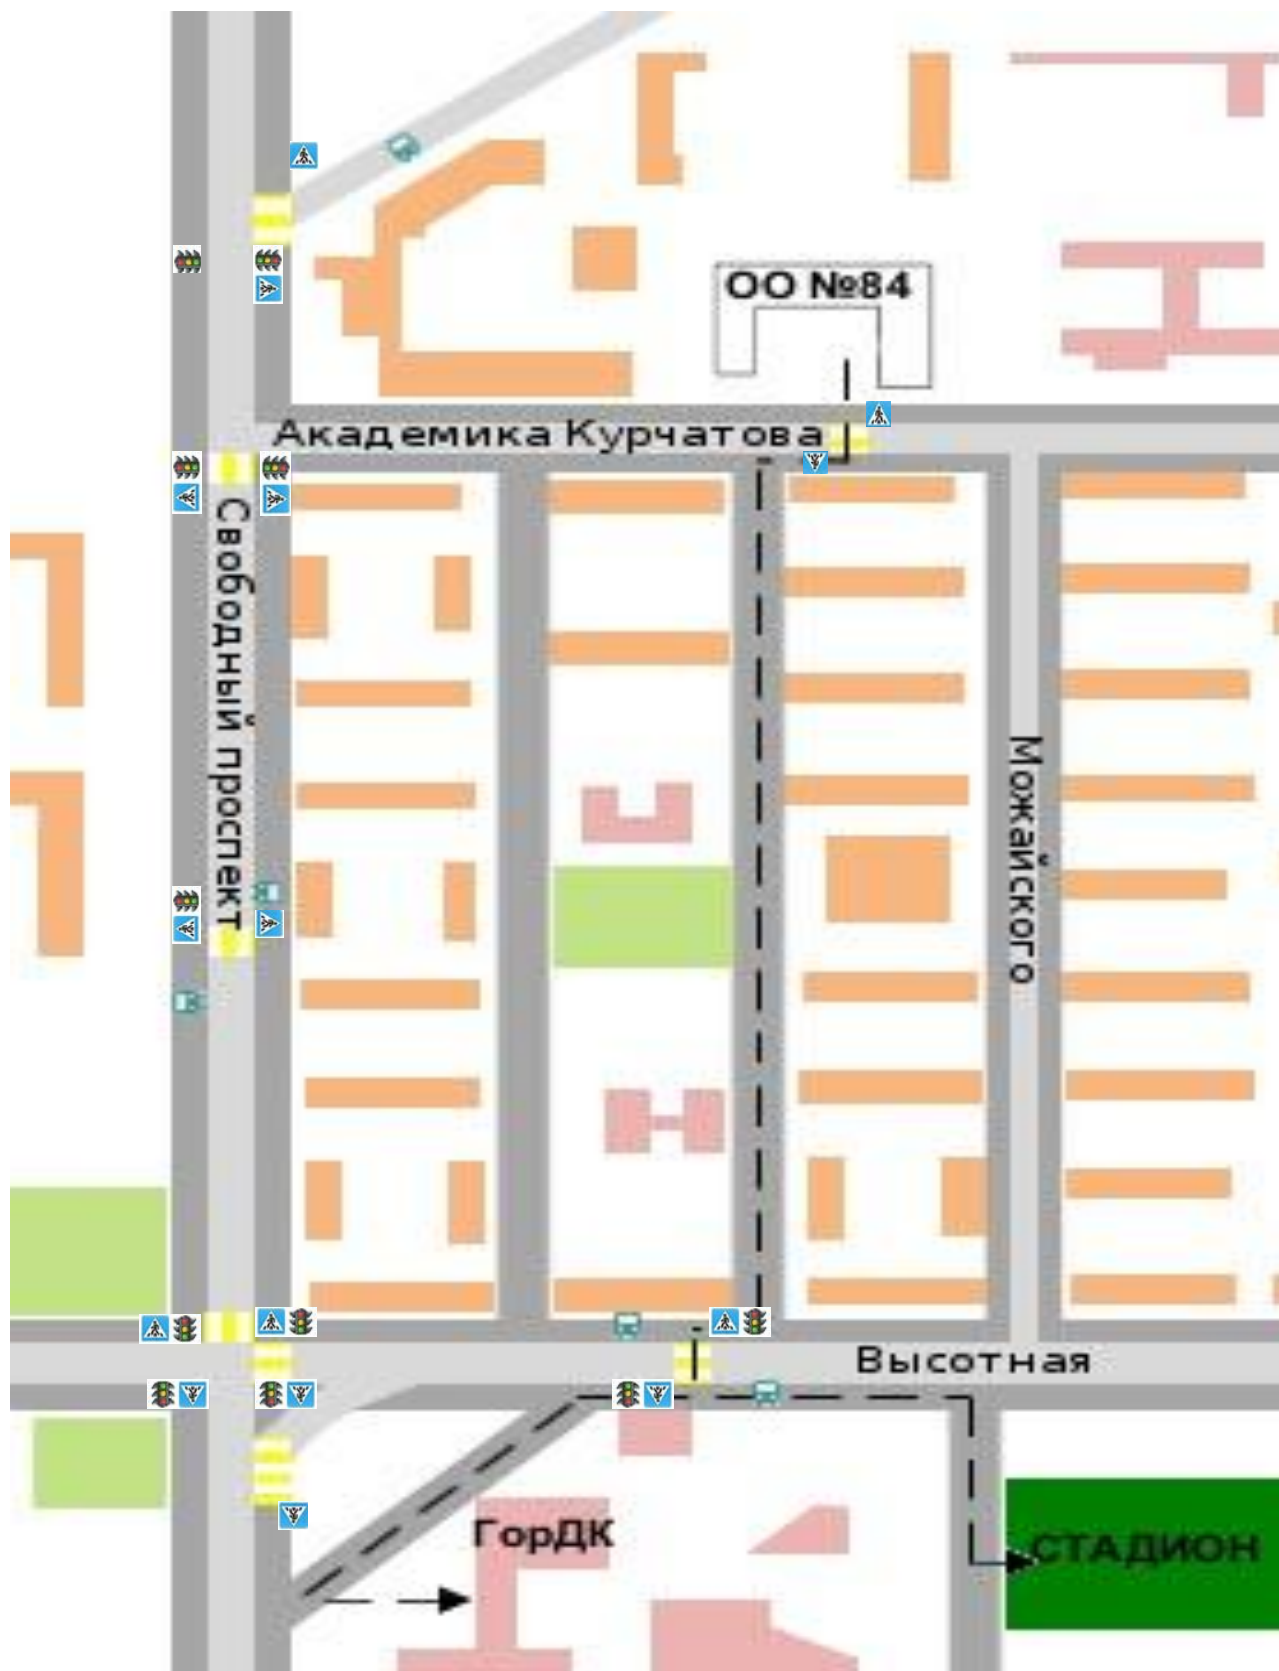 ОО №84
Академика Курчатова
Свободный проспект
Можайского
Высотная
ГорДК
СТАДИОН